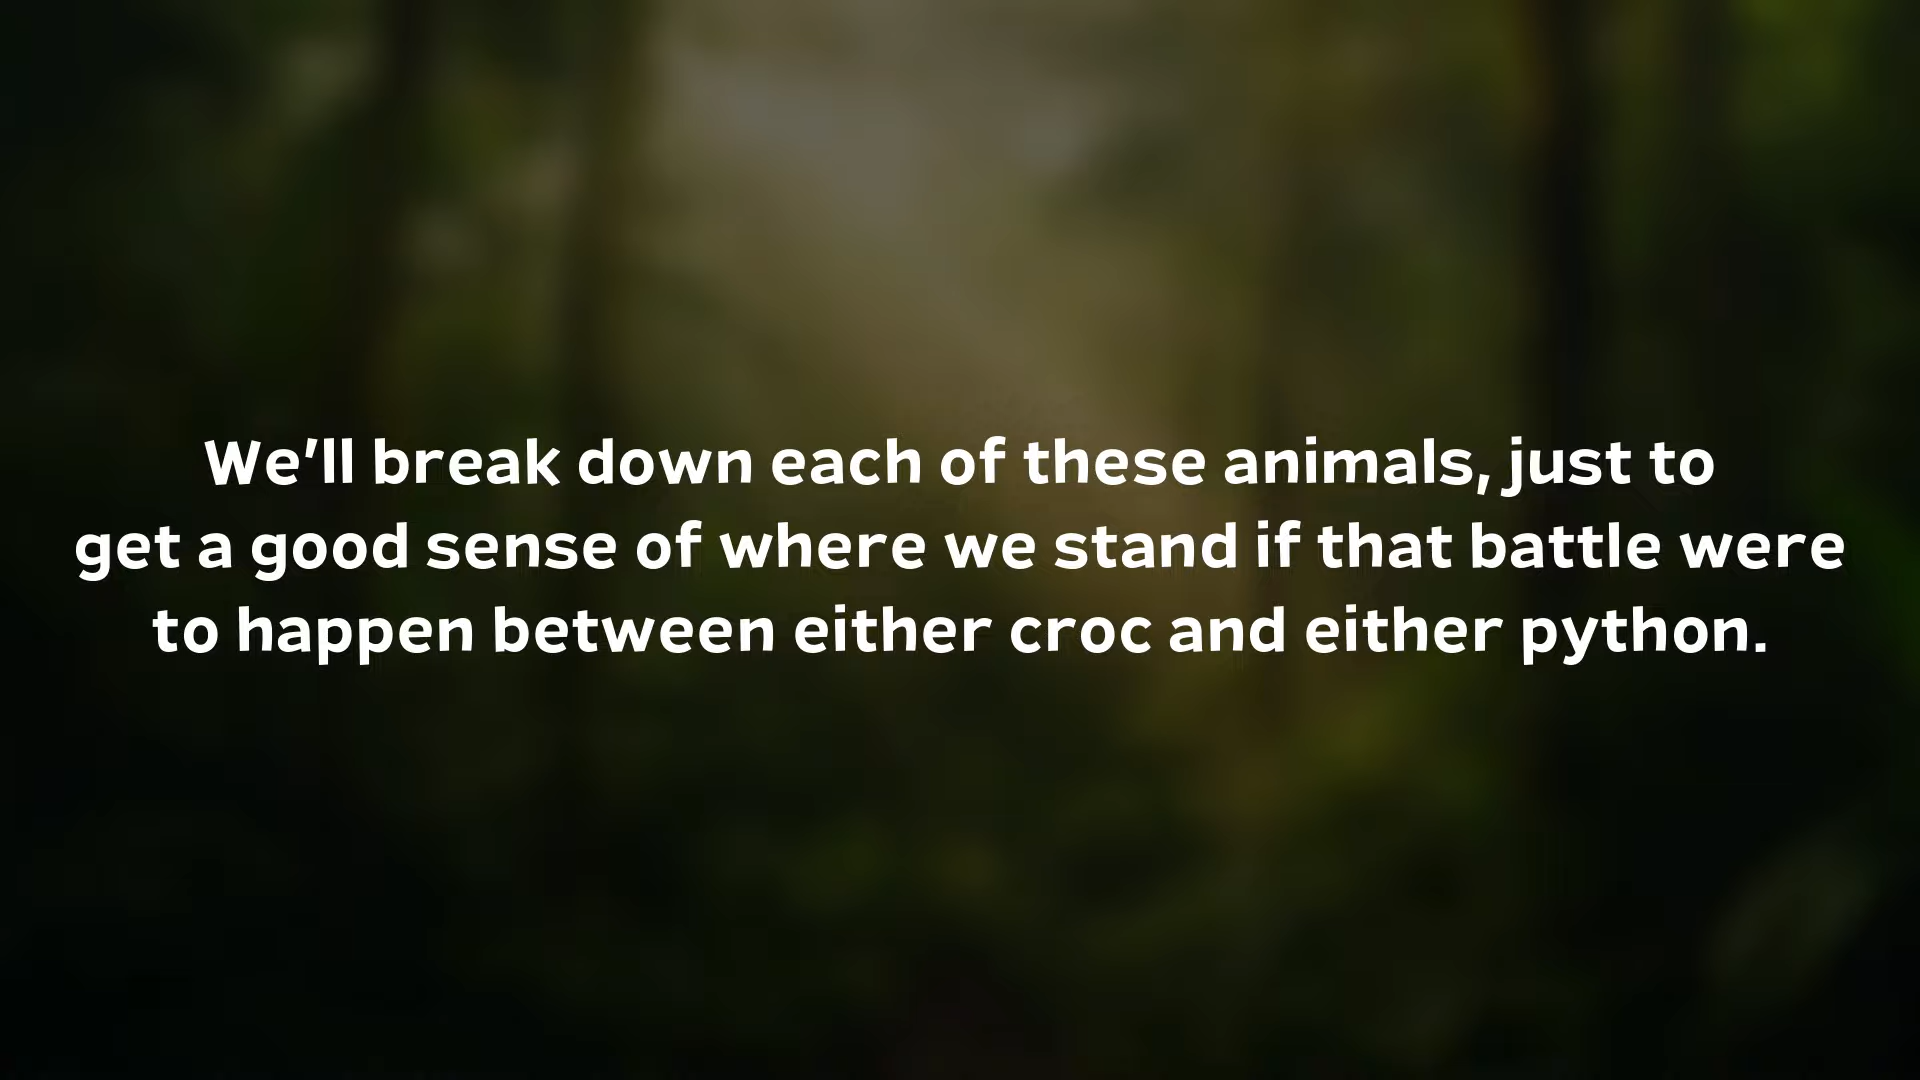 We'll break down each of these animals, just to
get a good sense of where we stand if that battle were
to happen between either croc and either python.